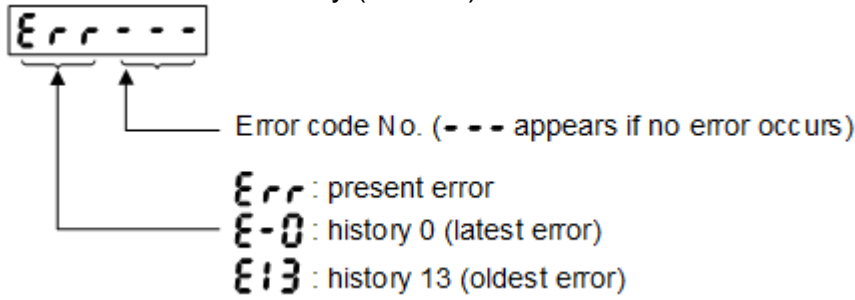 Err - - -
Error code No. (- - - appears if no error occurs)
Err : present error
E-0 : history 0 (latest error)
E13 : history 13 (oldest error)